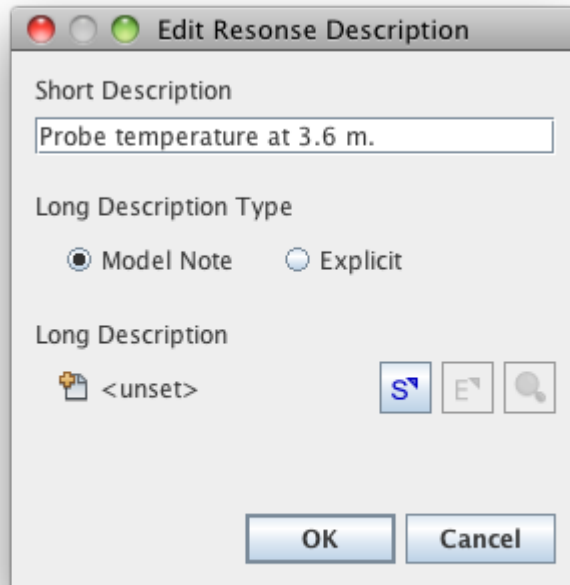 Edit Resonse Description
Short Description
Probe temperature at 3.6 m.
Long Description Type
Model Note Explicit
Long Description
<unset> S E
OK Cancel